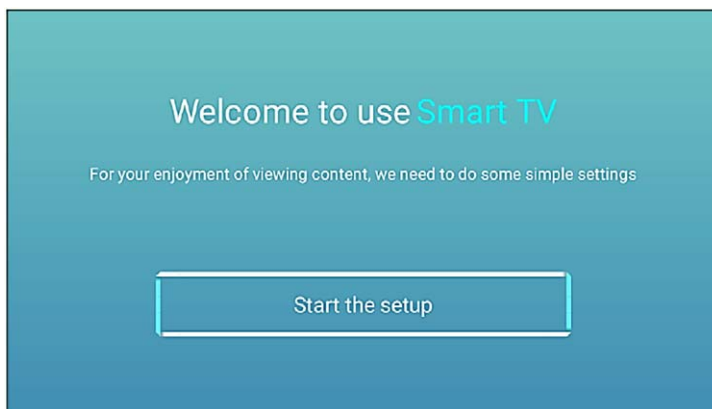 Welcome to use Smart TV
For your enjoyment of viewing content, we need to do some simple settings
Start the setup